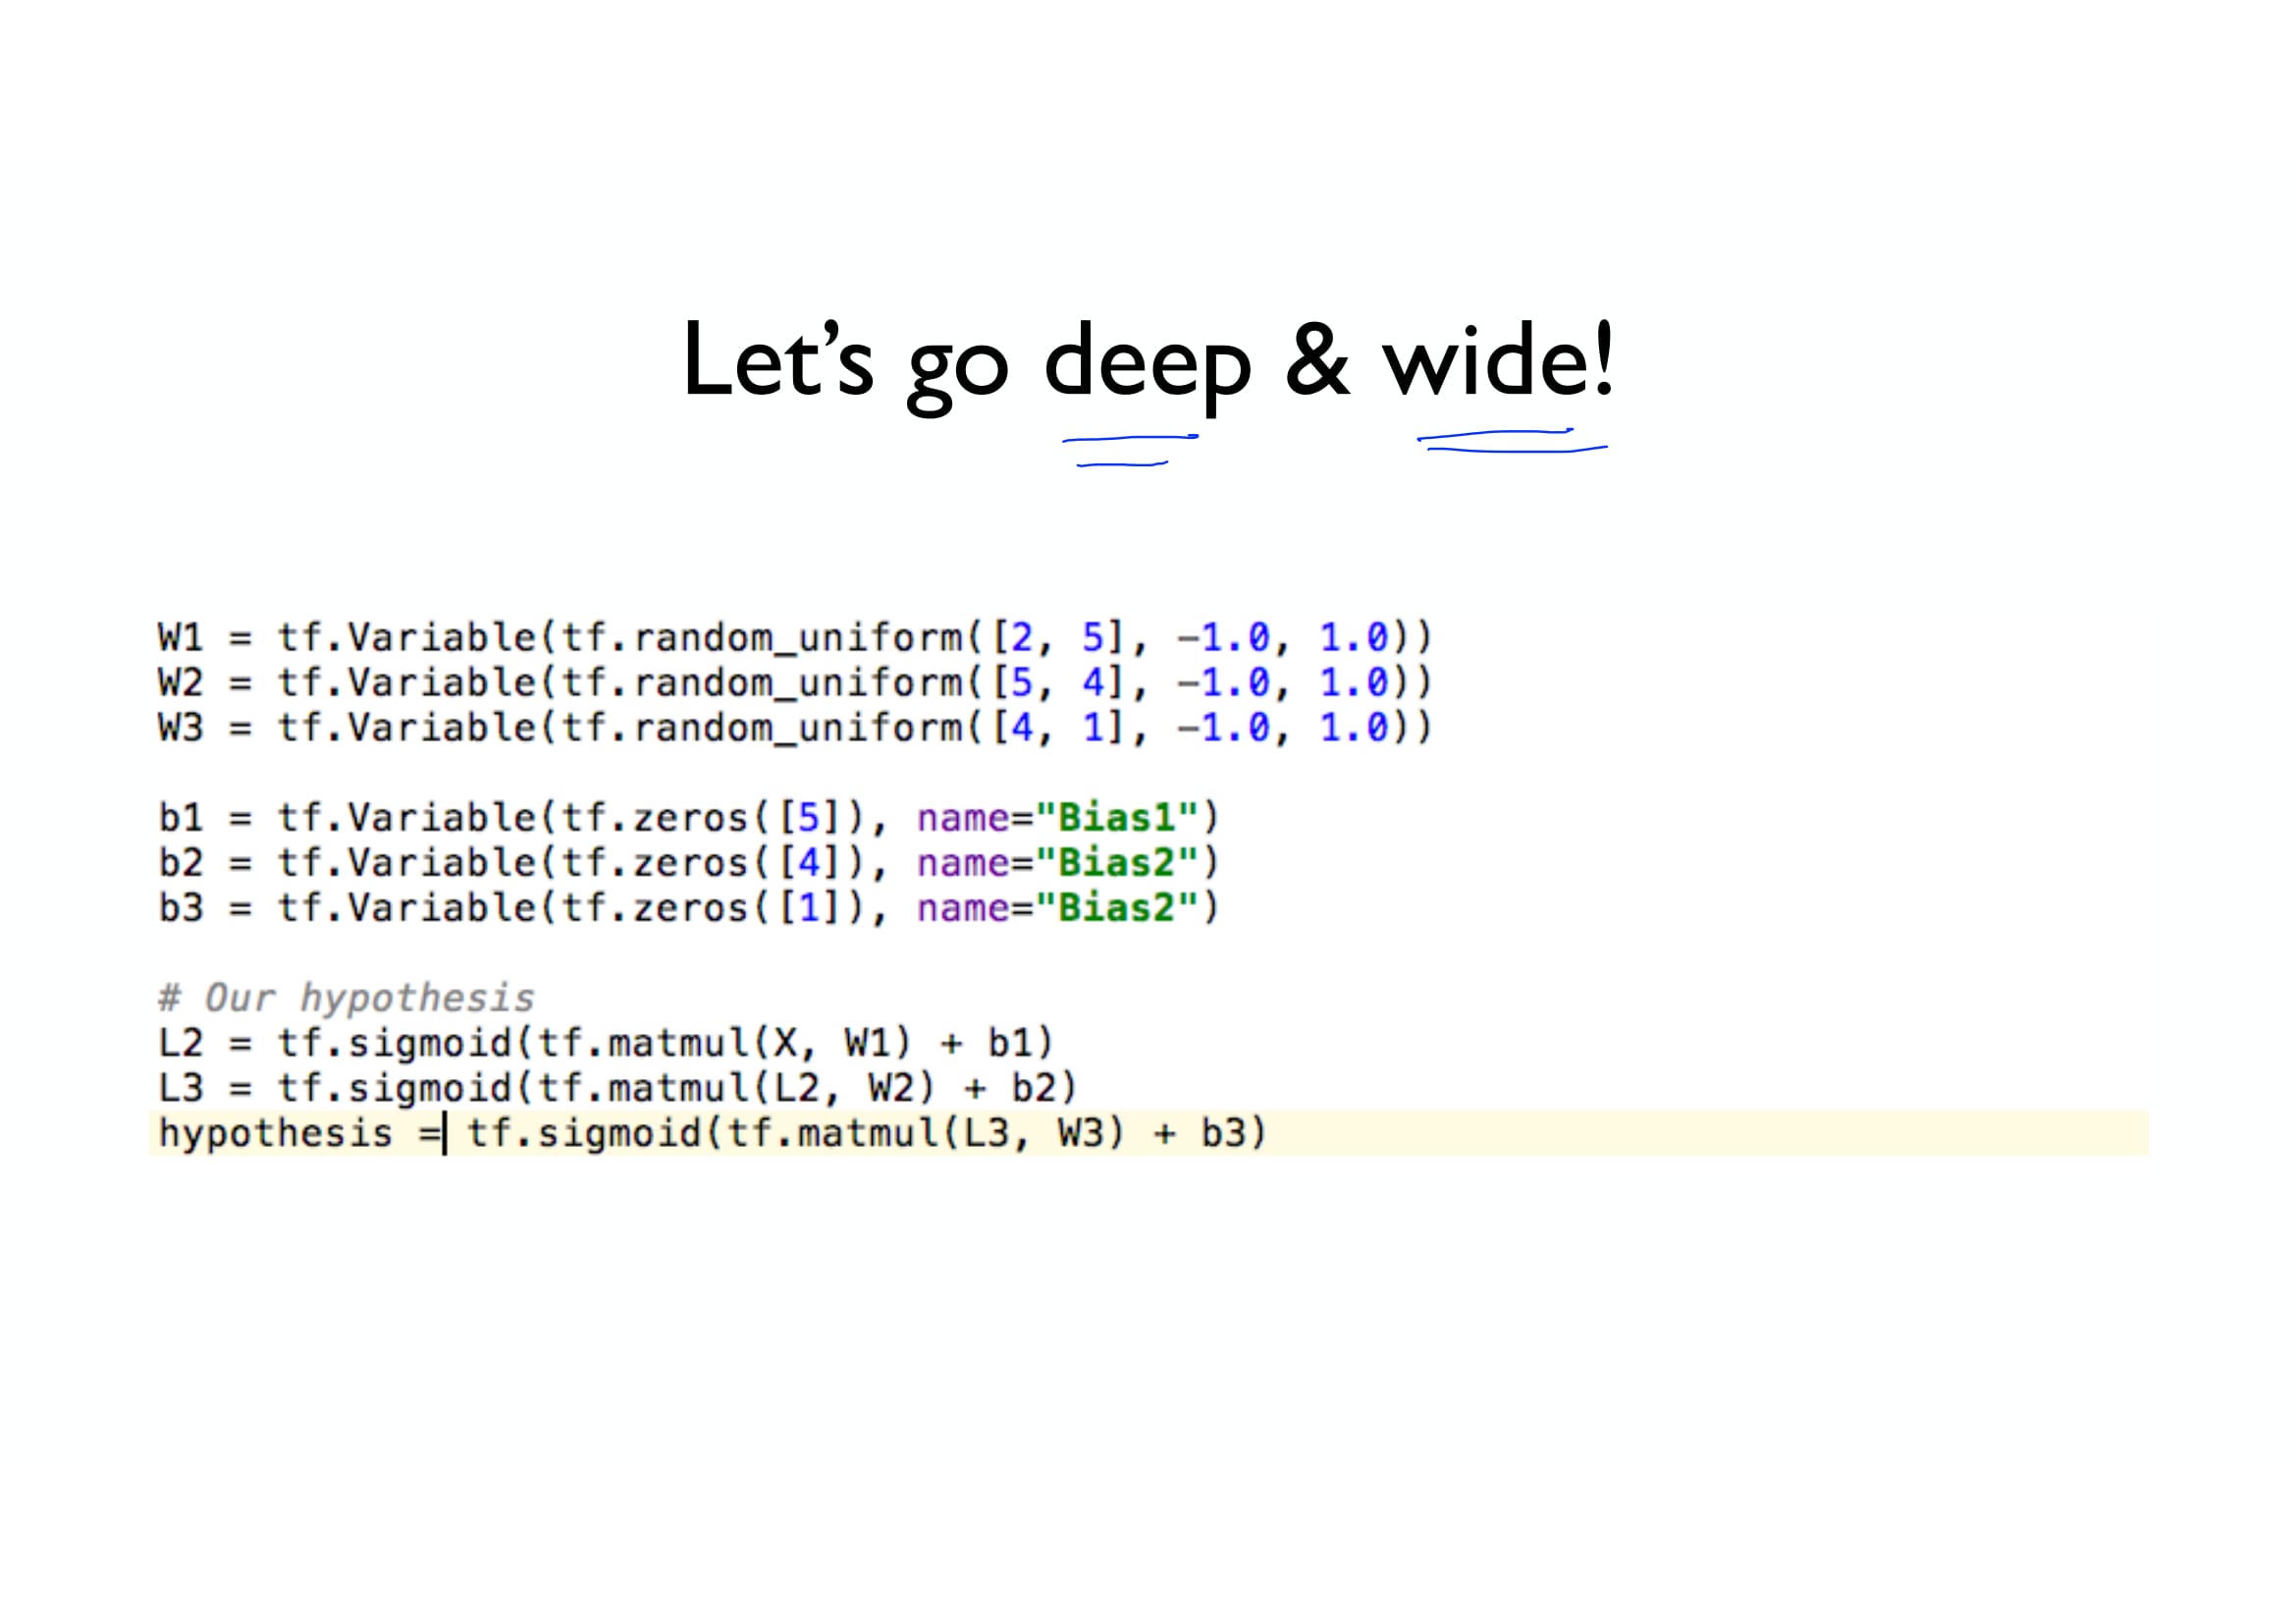 Let’s go deep & wide!
W1 = tf.Variable(tf.random_uniform([2, 5], -1.0, 1.0))
W2 = tf.Variable(tf.random_uniform([5, 4], -1.0, 1.0))
W3 = tf.Variable(tf.random_uniform([4, 1], -1.0, 1.0))
b1 = tf.Variable(tf.zeros([5]), name="Bias1")
b2 = tf.Variable(tf.zeros([4]), name="Bias2")
b3 = tf.Variable(tf.zeros([1]), name="Bias2")
# Our hypothesis
L2 = tf.sigmoid(tf.matmul(X, W1) + b1)
L3 = tf.sigmoid(tf.matmul(L2, W2) + b2)
hypothesis = tf.sigmoid(tf.matmul(L3, W3) + b3)